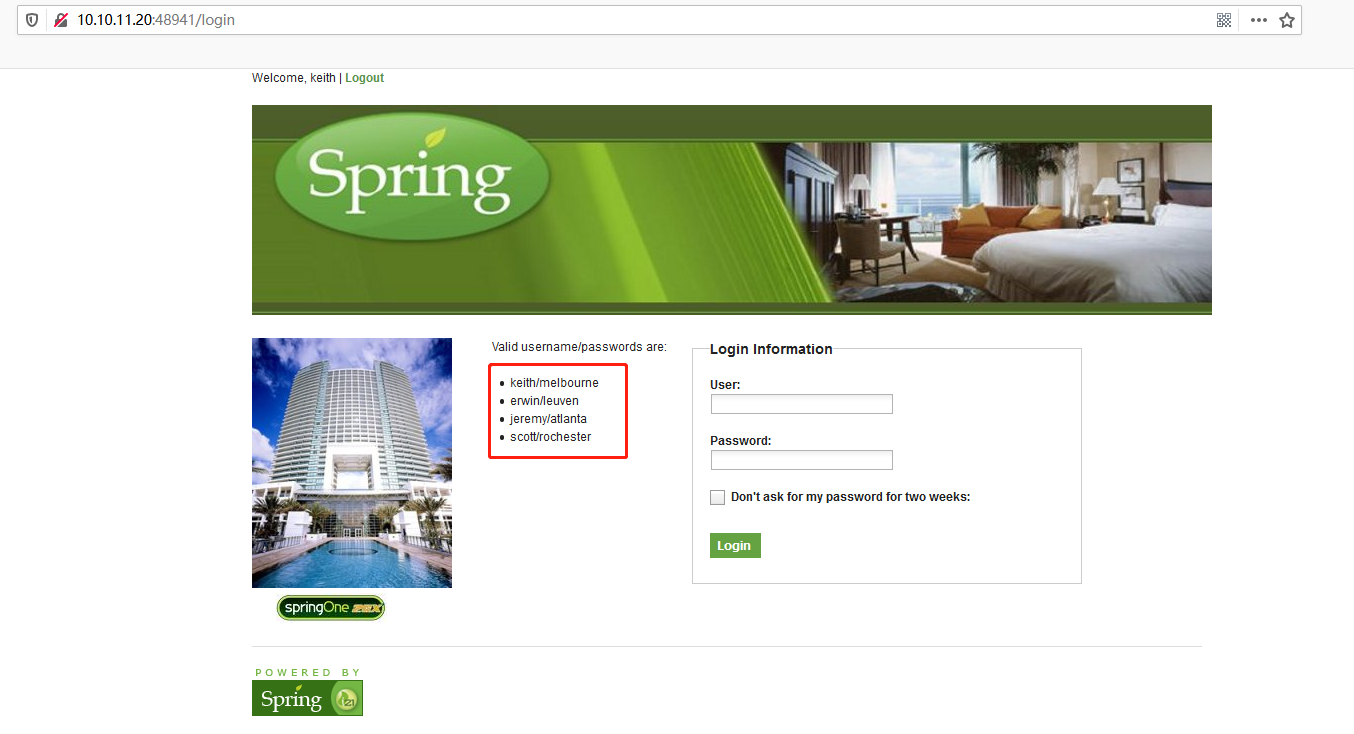 10.10.11.20:48941/login
Welcome, keith | Logout
Spring
Valid username/passwords are:
keith/melbourne
erwin/leuven
jeremy/atlanta
scott/rochester
Login Information
User:
Password:
Don't ask for my password for two weeks:
Login
springOne 2GX
POWERED BY
Spring